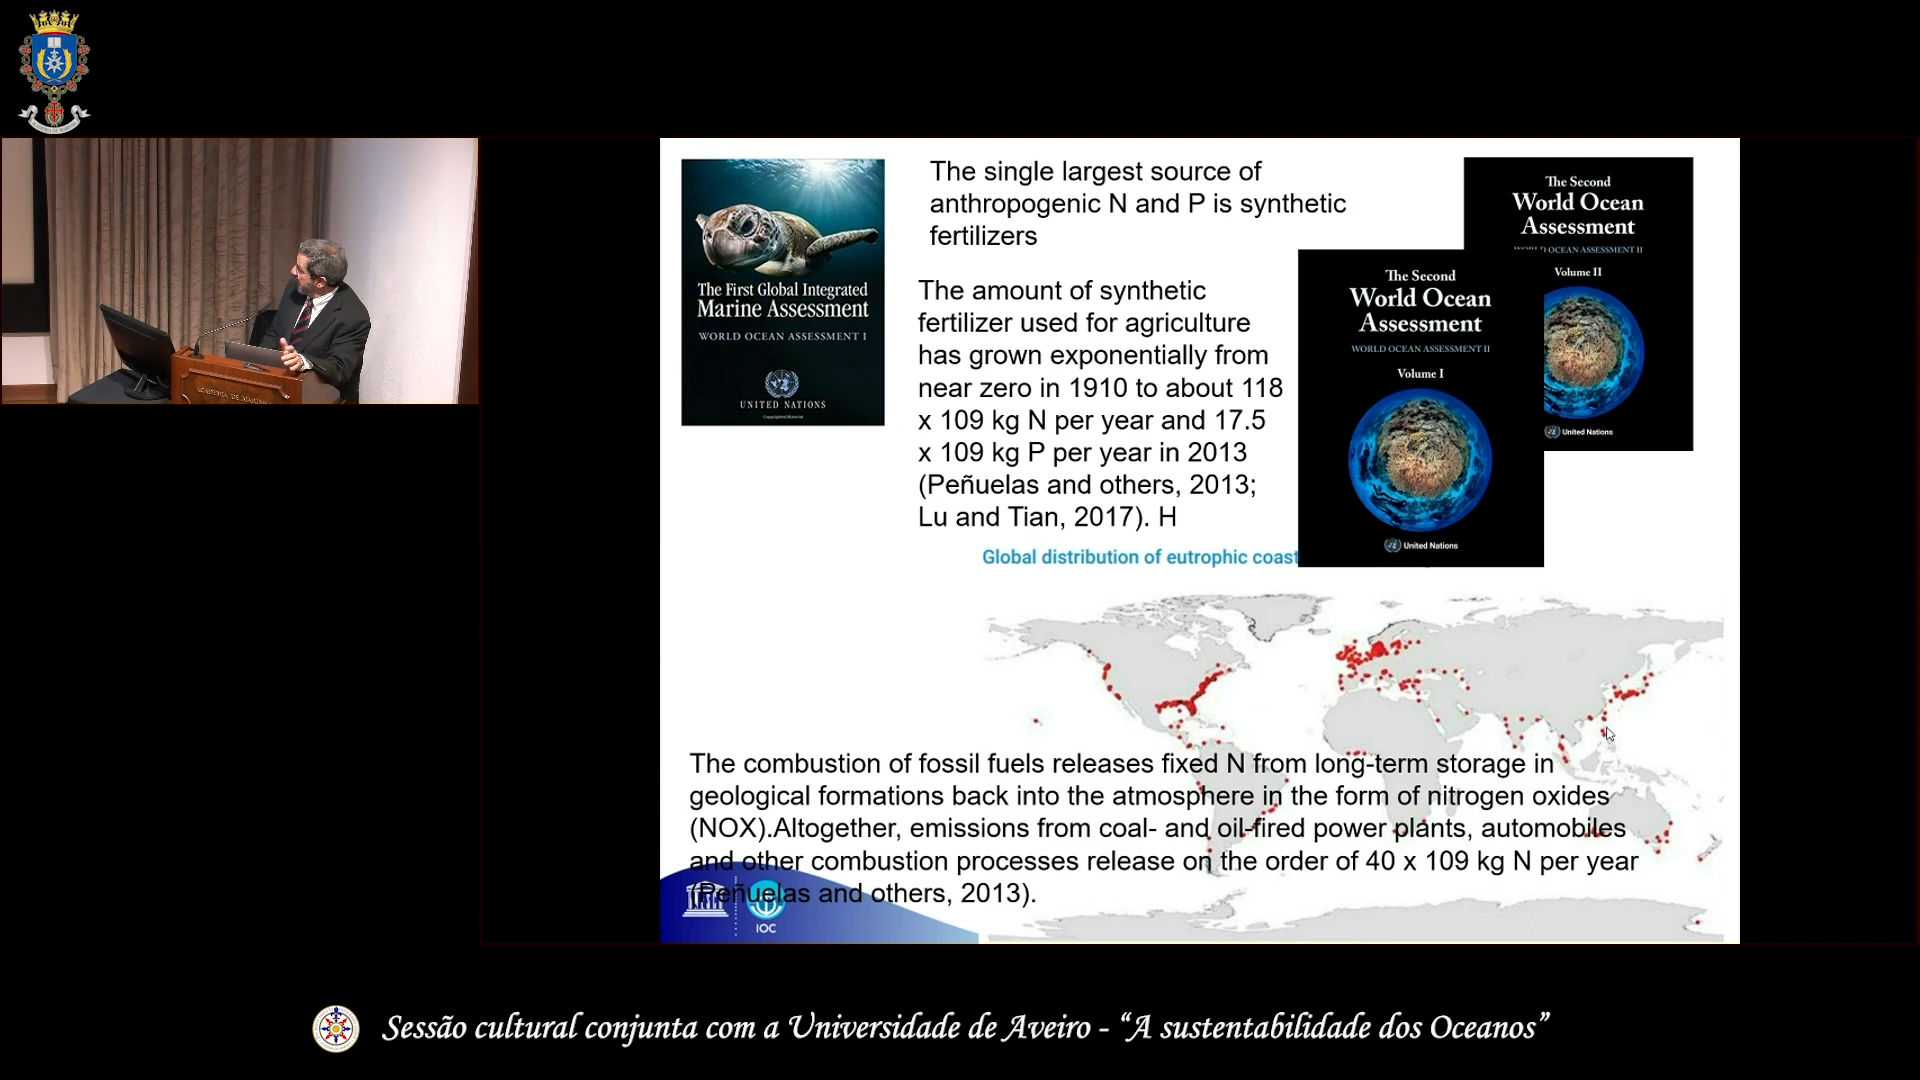 ACADEMIA DE MARINHA
The First Global Integrated
Marine Assessment
WORLD OCEAN ASSESSMENT I
UNITED NATIONS
Copyrighted Material
The single largest source of
anthropogenic N and P is synthetic
fertilizers
The amount of synthetic
fertilizer used for agriculture
has grown exponentially from
near zero in 1910 to about 118
x 109 kg N per year and 17.5
x 109 kg P per year in 2013
(Peñuelas and others, 2013;
Lu and Tian, 2017). H
The Second
World Ocean
Assessment
WORLD OCEAN ASSESSMENT II
Volume II
United Nations
The Second
World Ocean
Assessment
WORLD OCEAN ASSESSMENT II
Volume I
United Nations
Global distribution of eutrophic coast
The combustion of fossil fuels releases fixed N from long-term storage in
geological formations back into the atmosphere in the form of nitrogen oxides
(NOX).Altogether, emissions from coal- and oil-fired power plants, automobiles
and other combustion processes release on the order of 40 x 109 kg N per year
(Peñuelas and others, 2013).
IOC
Sessão cultural conjunta com a Universidade de Aveiro - “A sustentabilidade dos Oceanos”